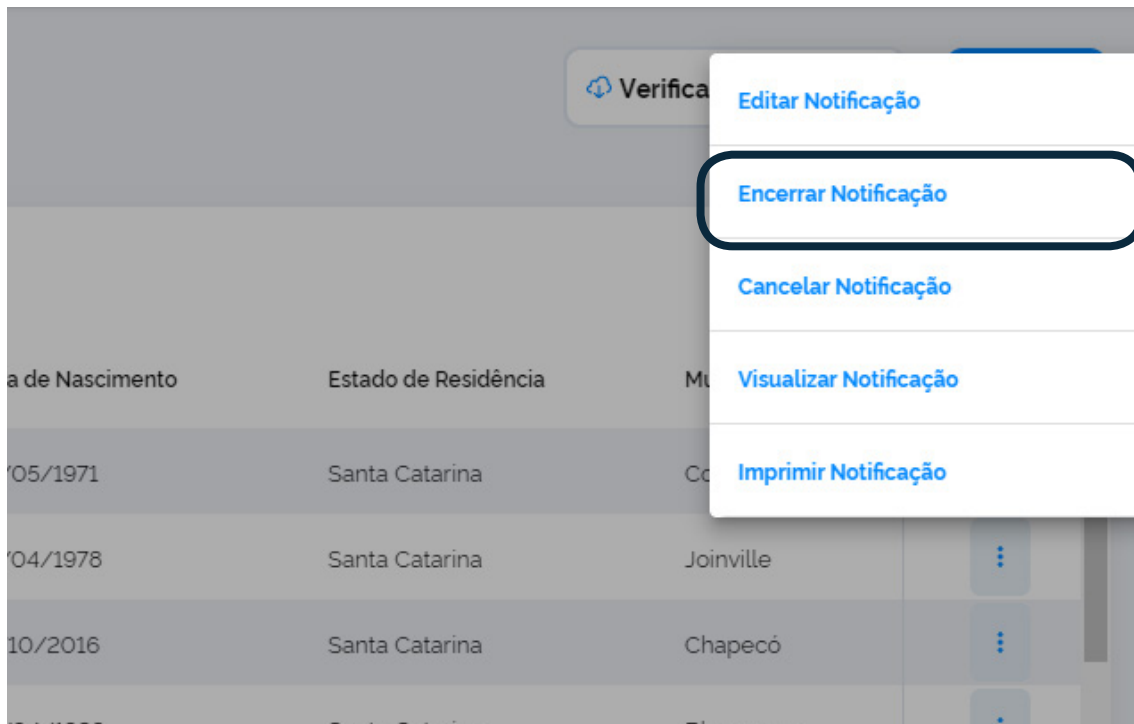 Verifica
Editar Notificação
Encerrar Notificação
Cancelar Notificação
a de Nascimento Estado de Residência Visualizar Notificação
/05/1971 Santa Catarina Imprimir Notificação
/04/1978 Santa Catarina Joinville
10/2016 Santa Catarina Chapecó